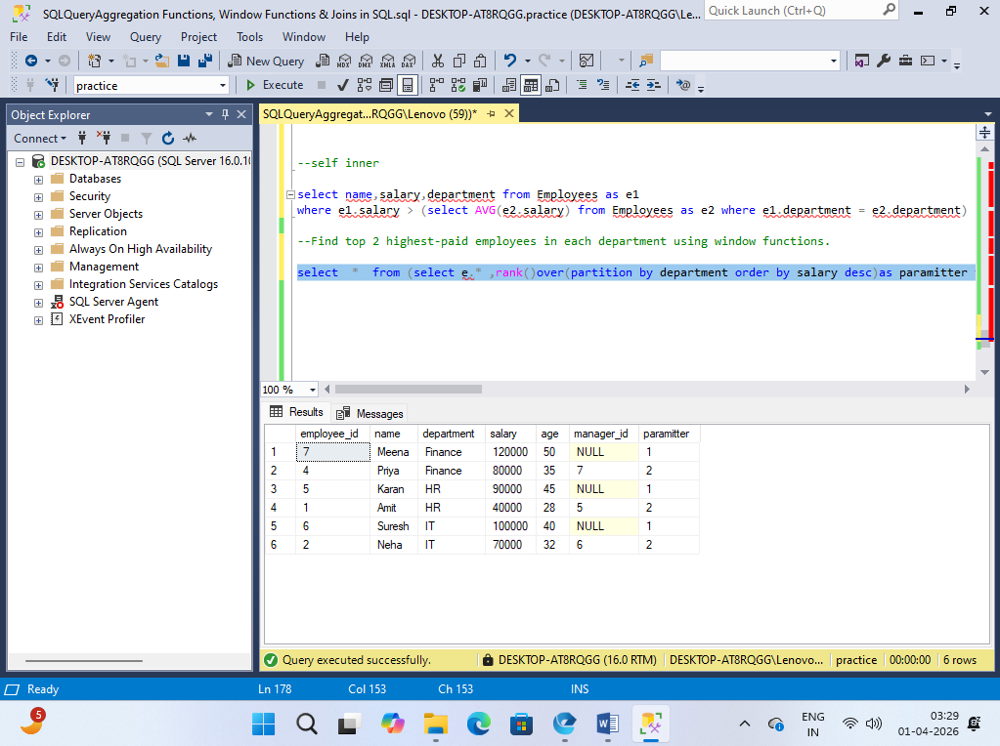 SQLQueryAggregation Functions, Window Functions & Joins in SQL.sql - DESKTOP-AT8RQGG.practice (DESKTOP-AT8RQGG\Le...
Quick Launch (Ctrl+Q)
File Edit View Query Project Tools Window Help
New Query MDX DMX XMLA DAX
practice Execute
Object Explorer
SQLQueryAggregat...RQGG\Lenovo (59))*
Connect
DESKTOP-AT8RQGG (SQL Server 16.0.10
Databases
Security
Server Objects
Replication
Always On High Availability
Management
Integration Services Catalogs
SQL Server Agent
XEvent Profiler
--self inner
select name,salary,department from Employees as e1
where e1.salary > (select AVG(e2.salary) from Employees as e2 where e1.department = e2.department)
--Find top 2 highest-paid employees in each department using window functions.
select * from (select e.* ,rank()over(partition by department order by salary desc)as paramitter
100 %
Results Messages
employee_id name department salary age manager_id paramitter
1 7 Meena Finance 120000 50 NULL 1
2 4 Priya Finance 80000 35 7 2
3 5 Karan HR 90000 45 NULL 1
4 1 Amit HR 40000 28 5 2
5 6 Suresh IT 100000 40 NULL 1
6 2 Neha IT 70000 32 6 2
Query executed successfully. DESKTOP-AT8RQGG (16.0 RTM) DESKTOP-AT8RQGG\Lenovo... practice 00:00:00 6 rows
Ready Ln 178 Col 153 Ch 153 INS
5
ENG
IN
03:29
01-04-2026